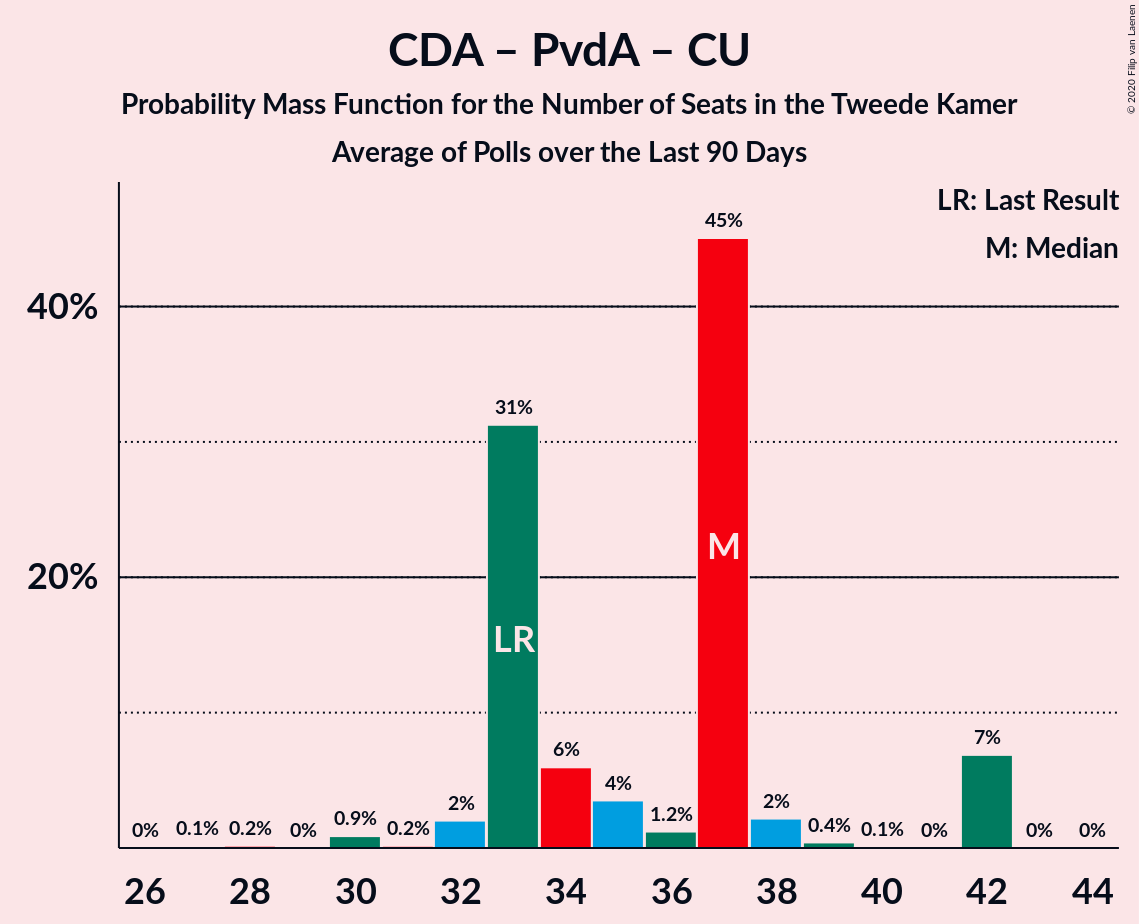 CDA – PvdA – CU
Probability Mass Function for the Number of Seats in the Tweede Kamer
Average of Polls over the Last 90 Days
© 2020 Filip van Laenen
LR: Last Result
M: Median
40%
20%
0%
0.1%
0.2%
0%
0.9%
0.2%
2%
31%
6%
4%
1.2%
45%
2%
0.4%
0.1%
0%
7%
0%
0%
LR
M
26 28 30 32 34 36 38 40 42 44